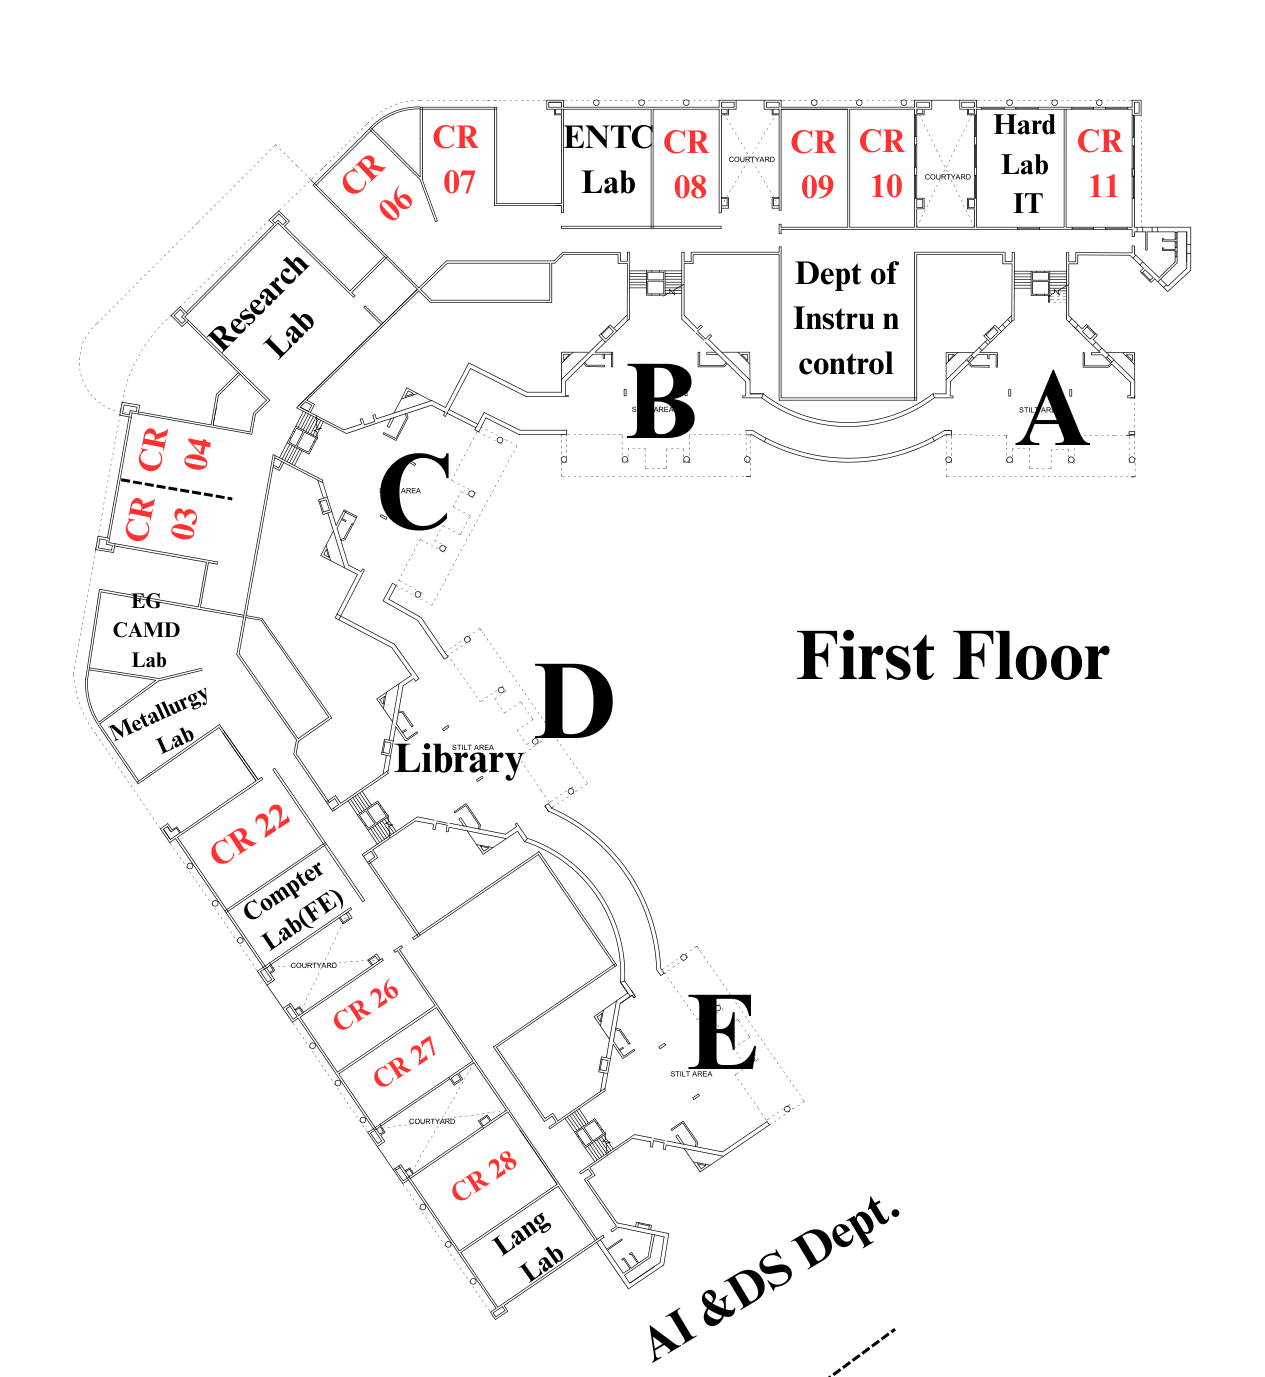 CR
07
ENTC
Lab
CR
08
COURTYARD
CR
09
CR
10
COURTYARD
Hard
Lab
IT
CR
11
CR
06
Research
Lab
Dept of
Instru n
control
B
STILT AREA
A
STILT AREA
C
STILT AREA
CR
04
CR
03
EG
CAMD
Lab
Metallurgy
Lab
First Floor
D
STILT AREA
Library
CR 22
Compter
Lab(FE)
COURTYARD
CR 26
CR 27
COURTYARD
E
STILT AREA
CR 28
Lang
Lab
AI &DS Dept.